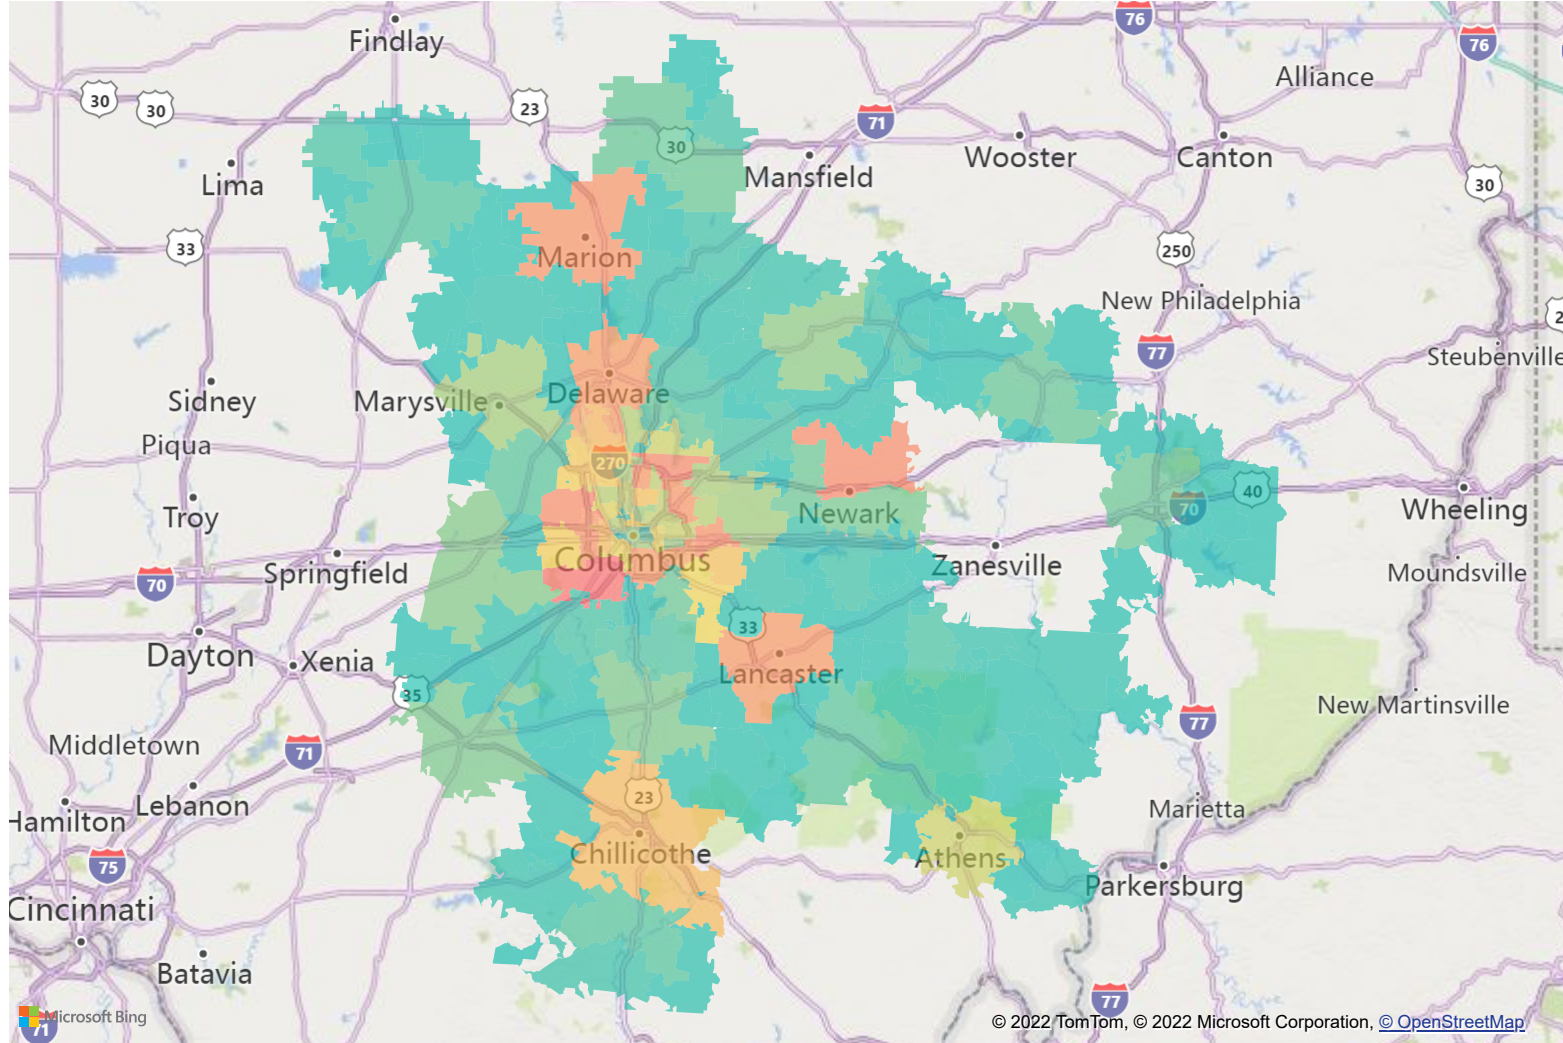 76
Findlay
76
Alliance
30
30
23
71
30
Wooster
Canton
Lima
Mansfield
30
33
Marion
250
New Philadelphia
77
Steubenville
Sidney
Marysville
Delaware
Piqua
270
40
Troy
Newark
70
Wheeling
Columbus
Springfield
70
Zanesville
Moundsville
33
Dayton
Xenia
Lancaster
35
New Martinsville
77
Middletown
71
23
Lebanon
Marietta
Hamilton
Chillicothe
Athens
75
Parkersburg
Cincinnati
Batavia
77
Microsoft Bing
71
© 2022 TomTom, © 2022 Microsoft Corporation, © OpenStreetMap